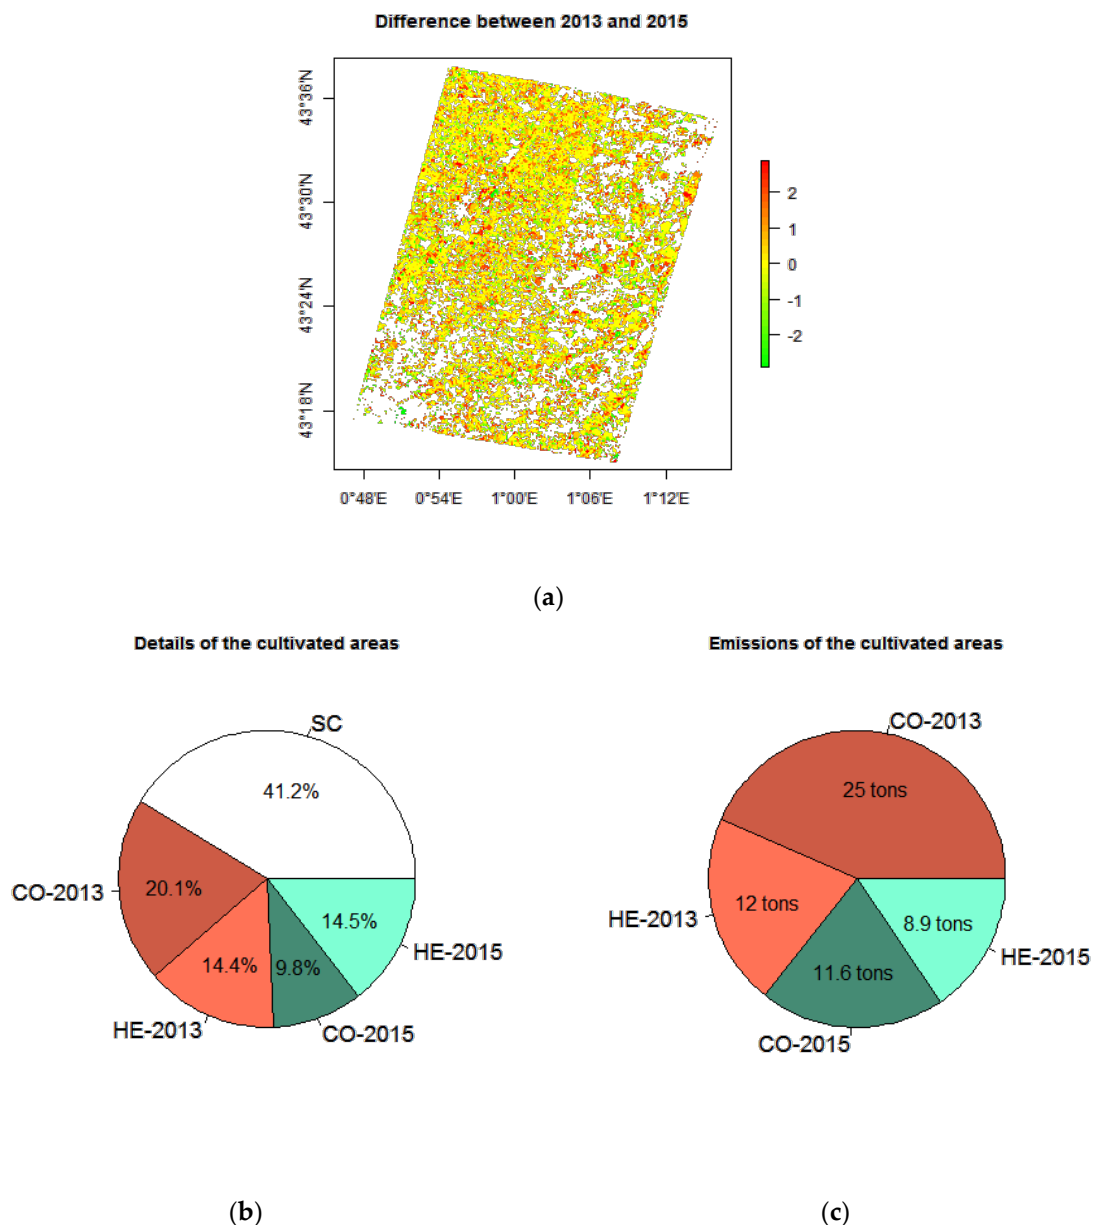 Difference between 2013 and 2015
43°36'N
43°30'N
43°24'N
43°18'N
0°48'E 0°54'E 1°00'E 1°06'E 1°12'E
2
1
0
-1
-2
(a)
Details of the cultivated areas
SC
41.2%
CO-2013
20.1%
14.5%
HE-2015
14.4%
9.8%
HE-2013
CO-2015
(b)
Emissions of the cultivated areas
CO-2013
25 tons
HE-2013
12 tons
8.9 tons
HE-2015
11.6 tons
CO-2015
(c)